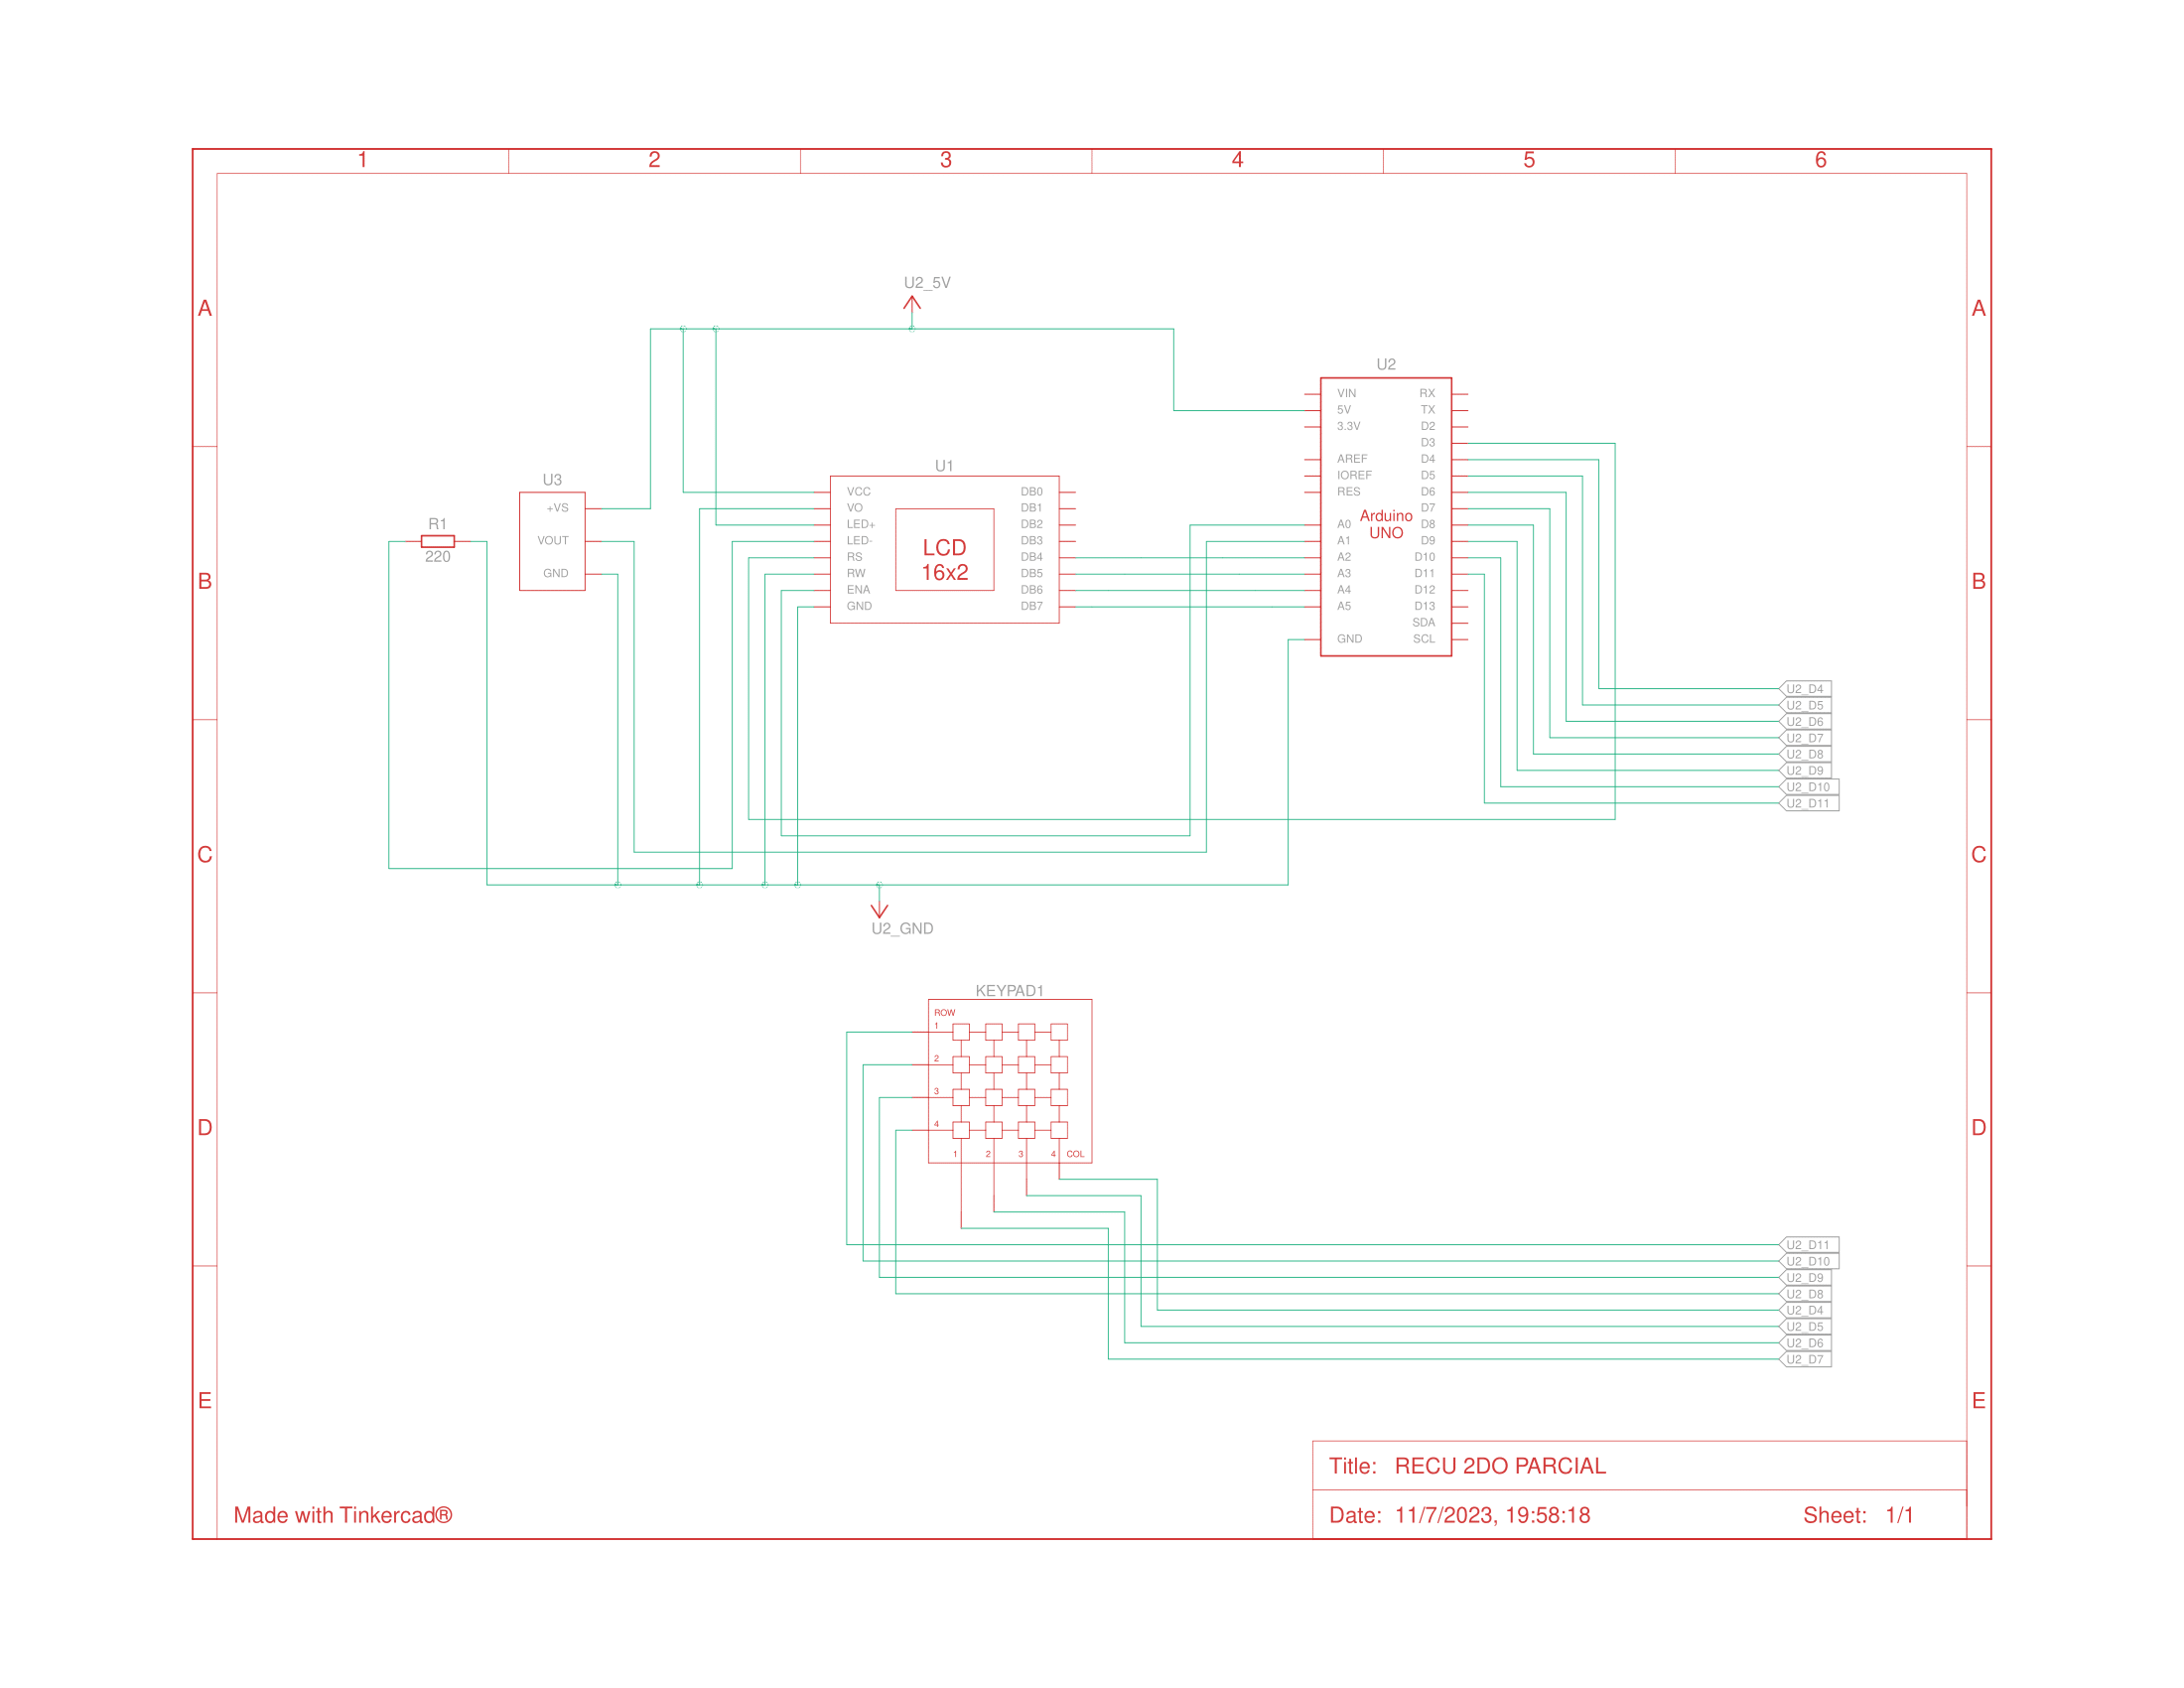 1 2 3 4 5 6
A A
B B
C C
D D
E E
U2_5V
U2
VIN RX
5V TX
3.3V D2
D3
AREF D4
IOREF D5
RES D6
D7
A0 D8
A1 D9
A2 D10
A3 D11
A4 D12
A5 D13
SDA
GND SCL
Arduino
UNO
U1
VCC DB0
VO DB1
LED+ DB2
LED- DB3
RS DB4
RW DB5
ENA DB6
GND DB7
LCD
16x2
U3
+VS
VOUT
GND
R1
220
U2_D4
U2_D5
U2_D6
U2_D7
U2_D8
U2_D9
U2_D10
U2_D11
U2_GND
KEYPAD1
ROW
1
2
3
4
1 2 3 4 COL
U2_D11
U2_D10
U2_D9
U2_D8
U2_D4
U2_D5
U2_D6
U2_D7
Title: RECU 2DO PARCIAL
Made with Tinkercad®
Date: 11/7/2023, 19:58:18 Sheet: 1/1